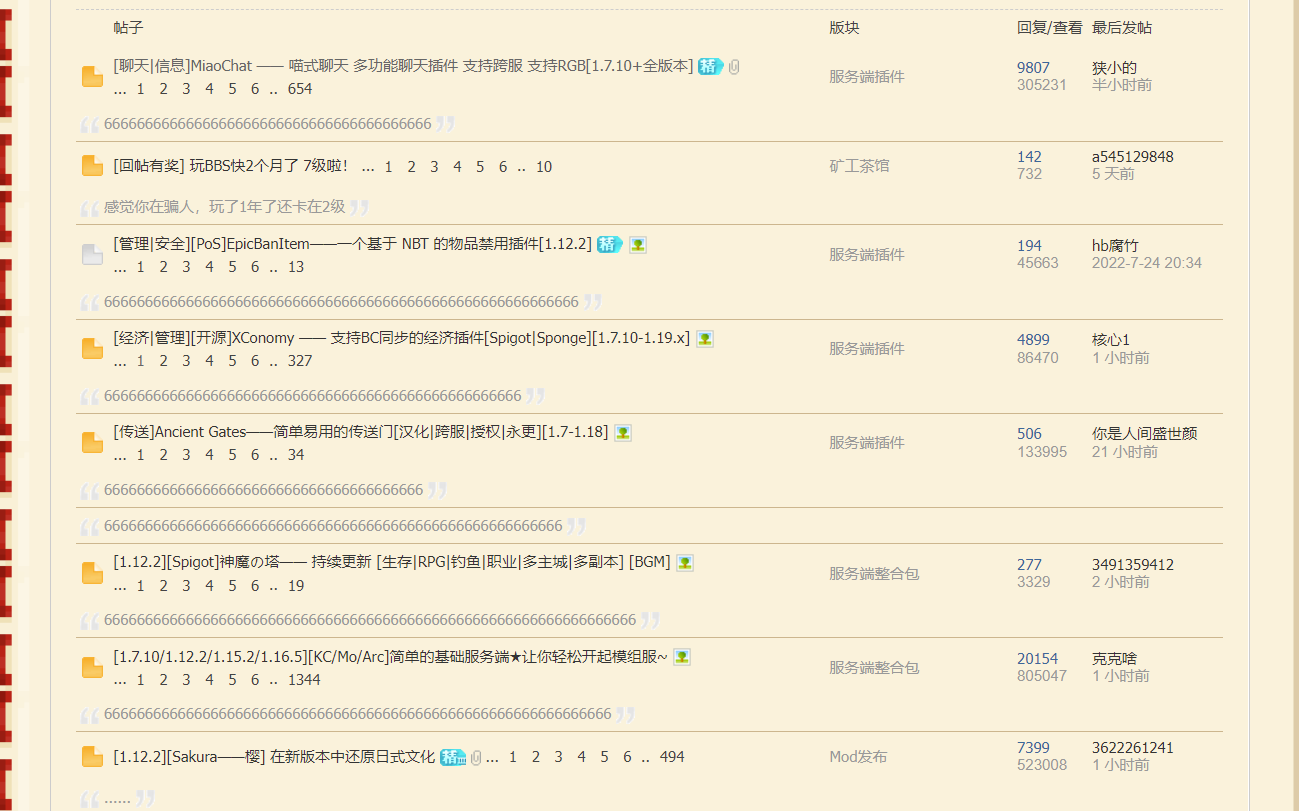 帖子 版块 回复/查看 最后发帖
[聊天|信息]MiaoChat —— 喵式聊天 多功能聊天插件 支持跨服 支持RGB[1.7.10+全版本] 精
服务端插件 9807 狭小的
... 1 2 3 4 5 6 .. 654
305231 半小时前
“ 6666666666666666666666666666666666666666 ”
[回帖有奖] 玩BBS快2个月了 7级啦！ ... 1 2 3 4 5 6 .. 10
矿工茶馆 142 a545129848
732 5 天前
“ 感觉你在骗人，玩了1年了还卡在2级 ”
[管理|安全][PoS]EpicBanItem——一个基于 NBT 的物品禁用插件[1.12.2] 精
服务端插件 194 hb腐竹
... 1 2 3 4 5 6 .. 13
45663 2022-7-24 20:34
“ 6666666666666666666666666666666666666666666666666666666666 ”
[经济|管理][开源]XConomy —— 支持BC同步的经济插件[Spigot|Sponge][1.7.10-1.19.x]
服务端插件 4899 核心1
... 1 2 3 4 5 6 .. 327
86470 1 小时前
“ 666666666666666666666666666666666666666666666666666 ”
[传送]Ancient Gates——简单易用的传送门[汉化|跨服|授权|永更][1.7-1.18]
服务端插件 506 你是人间盛世颜
... 1 2 3 4 5 6 .. 34
133995 21 小时前
“ 666666666666666666666666666666666666666 ”
“ 66666666666666666666666666666666666666666666666666666666 ”
[1.12.2][Spigot]神魔の塔—— 持续更新 [生存|RPG|钓鱼|职业|多主城|多副本] [BGM]
服务端整合包 277 3491359412
... 1 2 3 4 5 6 .. 19
3329 2 小时前
“ 66666666666666666666666666666666666666666666666666666666666666666 ”
[1.7.10/1.12.2/1.15.2/1.16.5][KC/Mo/Arc]简单的基础服务端★让你轻松开起模组服~
服务端整合包 20154 克克啥
... 1 2 3 4 5 6 .. 1344
805047 1 小时前
“ 66666666666666666666666666666666666666666666666666666666666666 ”
[1.12.2][Sakura——樱] 在新版本中还原日式文化 精 ... 1 2 3 4 5 6 .. 494
Mod发布 7399 3622261241
523008 1 小时前
“ ...... ”